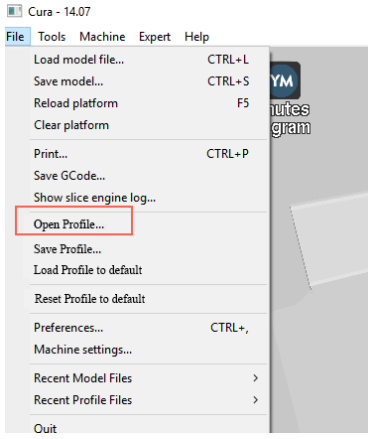 Cura - 14.07
File Tools Machine Expert Help
Load model file... CTRL+L
Save model... CTRL+S
Reload platform F5
Clear platform
Print... CTRL+P
Save GCode...
Show slice engine log...
Open Profile...
Save Profile...
Load Profile to default
Reset Profile to default
Preferences... CTRL+,
Machine settings...
Recent Model Files >
Recent Profile Files >
Quit
YM
nutes
gram